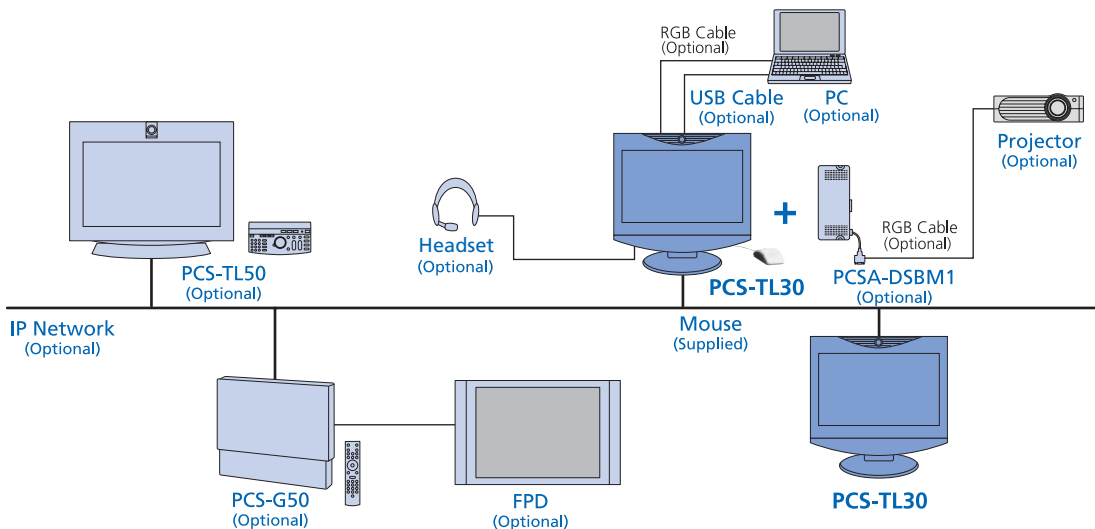 RGB Cable
(Optional)
USB Cable
(Optional)
PC
(Optional)
Projector
(Optional)
Headset
(Optional)
+
RGB Cable
(Optional)
PCS-TL50
(Optional)
PCS-TL30
PCSA-DSBM1
(Optional)
IP Network
(Optional)
Mouse
(Supplied)
PCS-G50
(Optional)
FPD
(Optional)
PCS-TL30